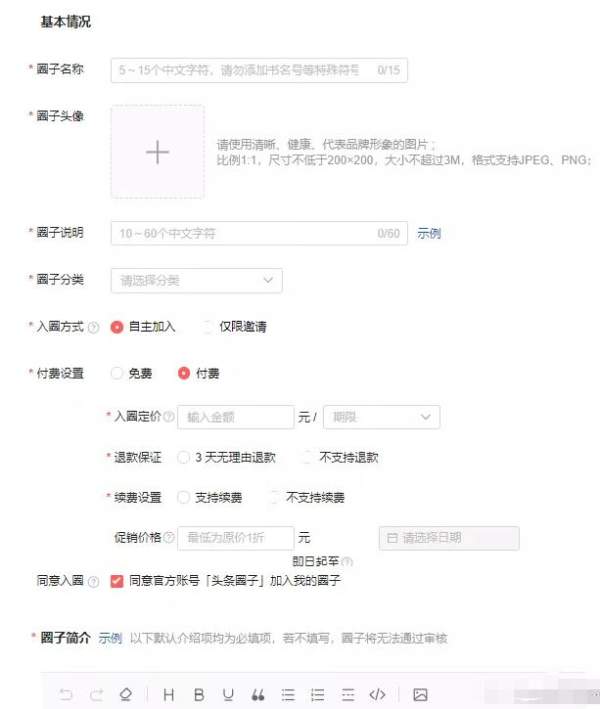 基本情况
* 圈子名称 5～15个中文字符，请勿添加书名号等特殊符号 0/15
* 圈子头像
请使用清晰、健康、代表品牌形象的图片；
比例1:1，尺寸不低于200×200，大小不超过3M，格式支持JPEG、PNG；
* 圈子说明 10～60个中文字符 0/60 示例
* 圈子分类 请选择分类
* 入圈方式 ? 自主加入 仅限邀请
* 付费设置 免费 付费
* 入圈定价 ? 输入金额 元 / 期限
* 退款保证 3 天无理由退款 不支持退款
* 续费设置 支持续费 不支持续费
促销价格 ? 最低为原价1折 元 请选择日期
即日起至 ?
同意入圈 ? 同意官方账号「头条圈子」加入我的圈子
* 圈子简介 示例 以下默认介绍项均为必填项，若不填写，圈子将无法通过审核
H B U